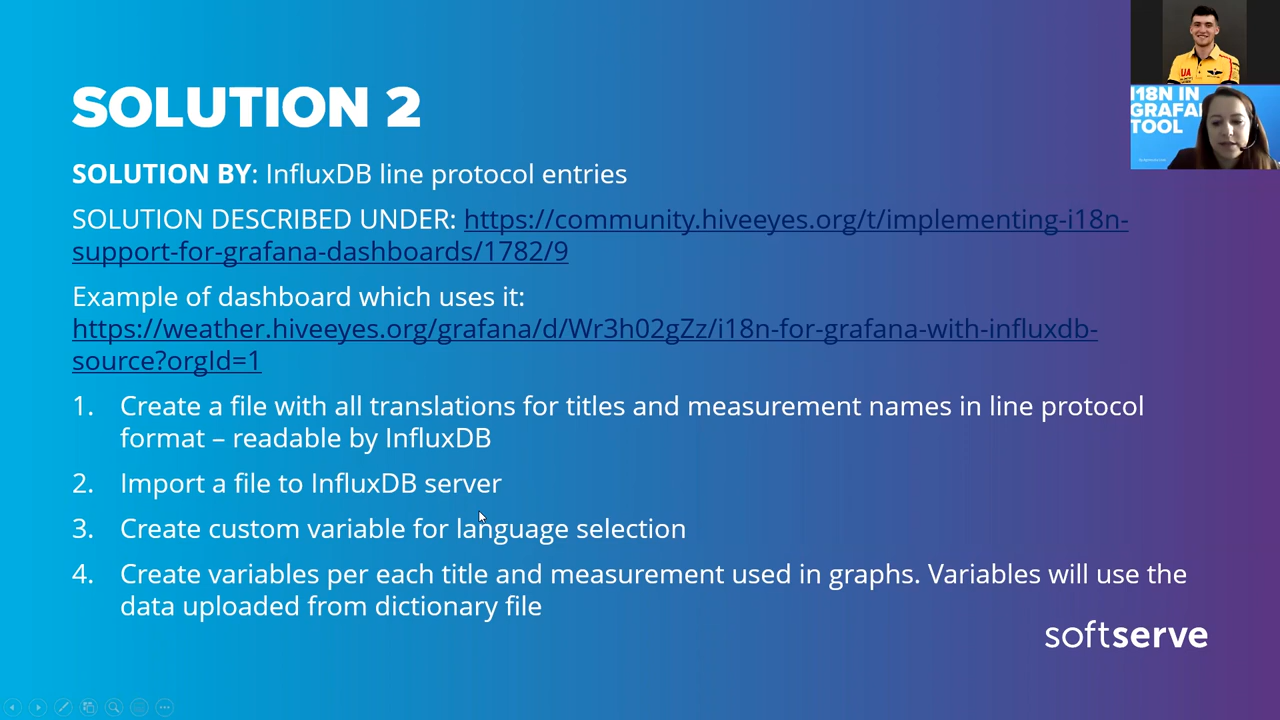 SOLUTION 2
SOLUTION BY: InfluxDB line protocol entries
SOLUTION DESCRIBED UNDER: https://community.hiveeyes.org/t/implementing-i18n-
support-for-grafana-dashboards/1782/9
Example of dashboard which uses it:
https://weather.hiveeyes.org/grafana/d/Wr3h02gZz/i18n-for-grafana-with-influxdb-
source?orgId=1
1. Create a file with all translations for titles and measurement names in line protocol
format – readable by InfluxDB
2. Import a file to InfluxDB server
3. Create custom variable for language selection
4. Create variables per each title and measurement used in graphs. Variables will use the
data uploaded from dictionary file
softserve
UA
I18N IN
GRAFA
TOOL